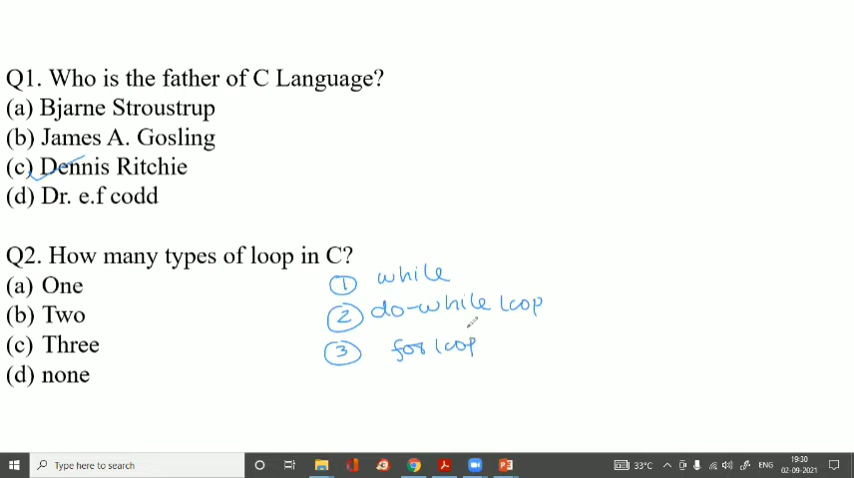 Q1. Who is the father of C Language?
(a) Bjarne Stroustrup
(b) James A. Gosling
(c) Dennis Ritchie
(d) Dr. e.f codd
Q2. How many types of loop in C?
(a) One
(b) Two
(c) Three
(d) none
① while
② do-while loop
③ for loop
Type here to search
33°C
ENG
19:30
02-09-2021